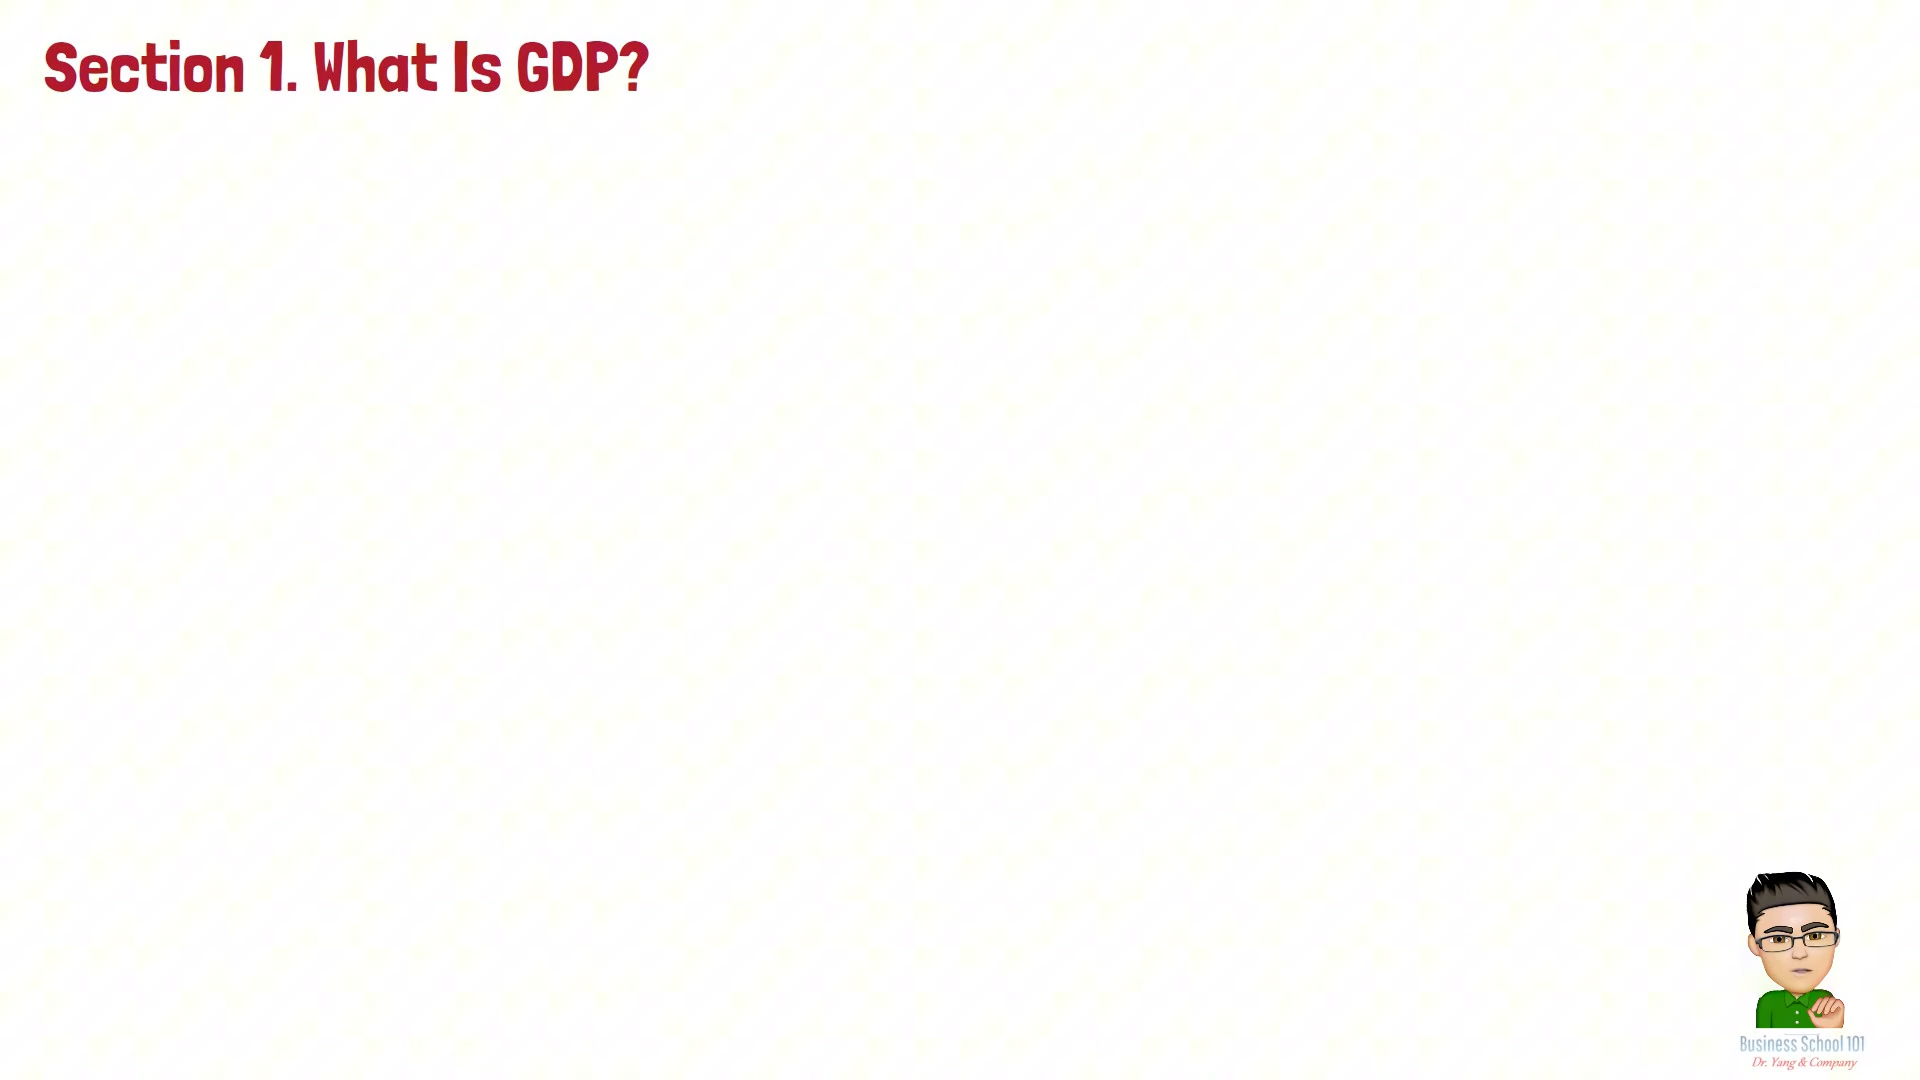 Section 1. What Is GDP?
Business School 101
Dr. Yang & Company